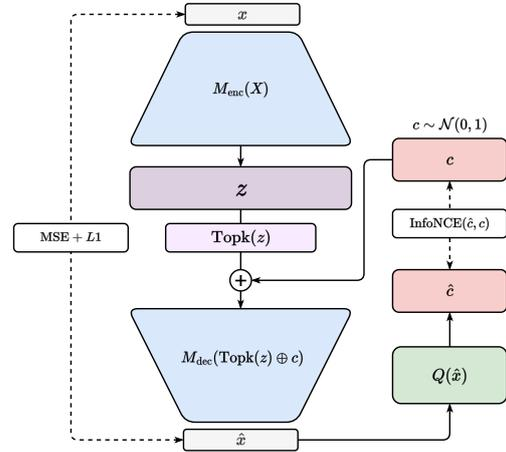 x
M_enc(X)
z
Topk(z)
+
M_dec(Topk(z) ⊕ c)
x̂
MSE + L1
c ∼ 𝒩(0, 1)
c
InfoNCE(ĉ, c)
ĉ
Q(x̂)